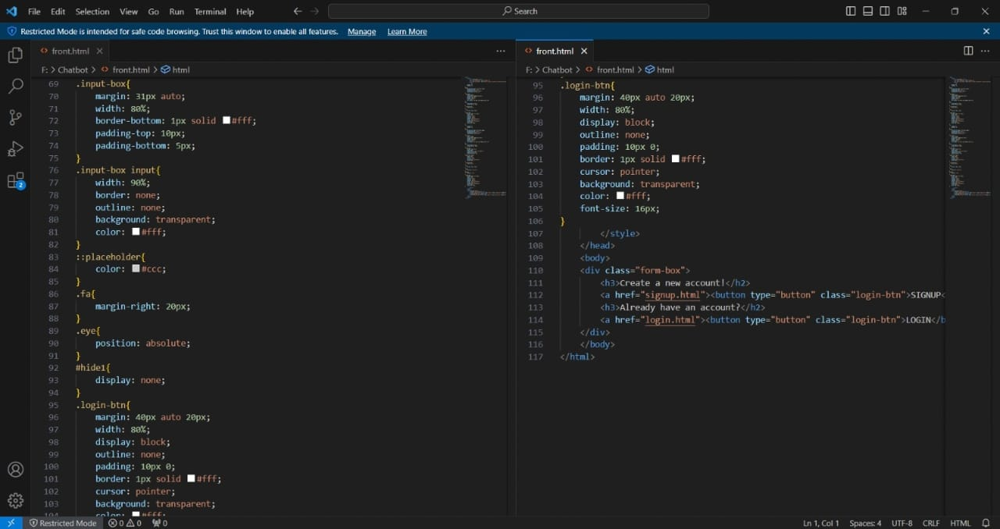 File Edit Selection View Go Run Terminal Help Search
Restricted Mode is intended for safe code browsing. Trust this window to enable all features. Manage Learn More
front.html
F: > Chatbot > front.html > html
69 .input-box{
70 margin: 31px auto;
71 width: 80%;
72 border-bottom: 1px solid #fff;
73 padding-top: 10px;
74 padding-bottom: 5px;
75 }
76 .input-box input{
77 width: 90%;
78 border: none;
79 outline: none;
80 background: transparent;
81 color: #fff;
82 }
83 ::placeholder{
84 color: #ccc;
85 }
86 .fa{
87 margin-right: 20px;
88 }
89 .eye{
90 position: absolute;
91 }
92 #hide1{
93 display: none;
94 }
95 .login-btn{
96 margin: 40px auto 20px;
97 width: 80%;
98 display: block;
99 outline: none;
100 padding: 10px 0;
101 border: 1px solid #fff;
102 cursor: pointer;
103 background: transparent;
104 color: #fff;
front.html
F: > Chatbot > front.html > html
95 .login-btn{
96 margin: 40px auto 20px;
97 width: 80%;
98 display: block;
99 outline: none;
100 padding: 10px 0;
101 border: 1px solid #fff;
102 cursor: pointer;
103 background: transparent;
104 color: #fff;
105 font-size: 16px;
106 }
107 </style>
108 </head>
109 <body>
110 <div class="form-box">
111 <h3>Create a new account!</h2>
112 <a href="signup.html"><button type="button" class="login-btn">SIGNUP<
113 <h3>Already have an account?</h2>
114 <a href="login.html"><button type="button" class="login-btn">LOGIN</b
115 </div>
116 </body>
117 </html>
2
Restricted Mode 0 0 0 Ln 1, Col 1 Spaces: 4 UTF-8 CRLF HTML